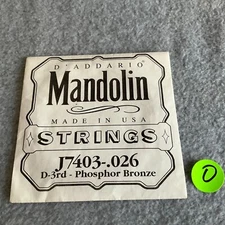 D'ADDARIO
Mandolin
MADE IN USA
STRINGS
J7403-.026
D-3rd - Phosphor Bronze
D